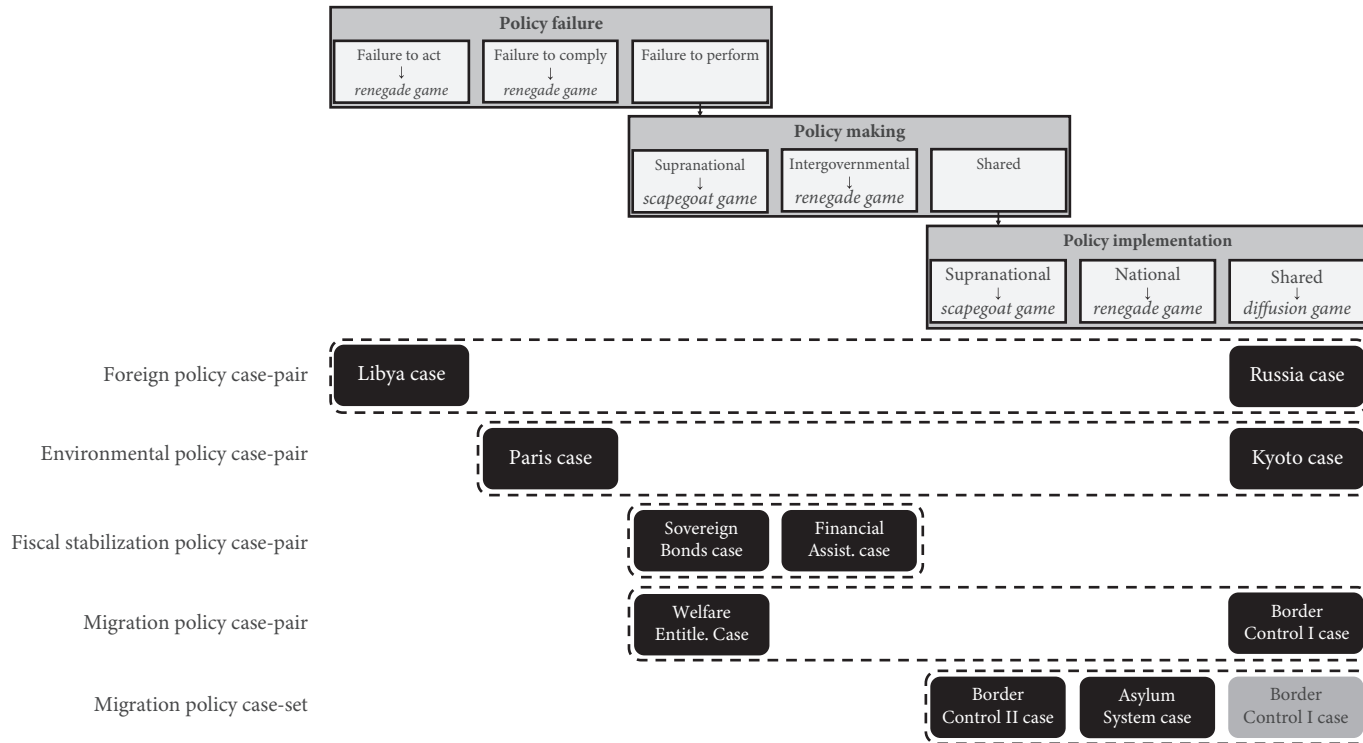 Policy failure
Failure to act
↓
renegade game
Failure to comply
↓
renegade game
Failure to perform
Policy making
Supranational
↓
scapegoat game
Intergovernmental
↓
renegade game
Shared
Policy implementation
Supranational
↓
scapegoat game
National
↓
renegade game
Shared
↓
diffusion game
Foreign policy case-pair
Libya case
Russia case
Environmental policy case-pair
Paris case
Kyoto case
Fiscal stabilization policy case-pair
Sovereign
Bonds case
Financial
Assist. case
Migration policy case-pair
Welfare
Entitle. Case
Border
Control I case
Migration policy case-set
Border
Control II case
Asylum
System case
Border
Control I case